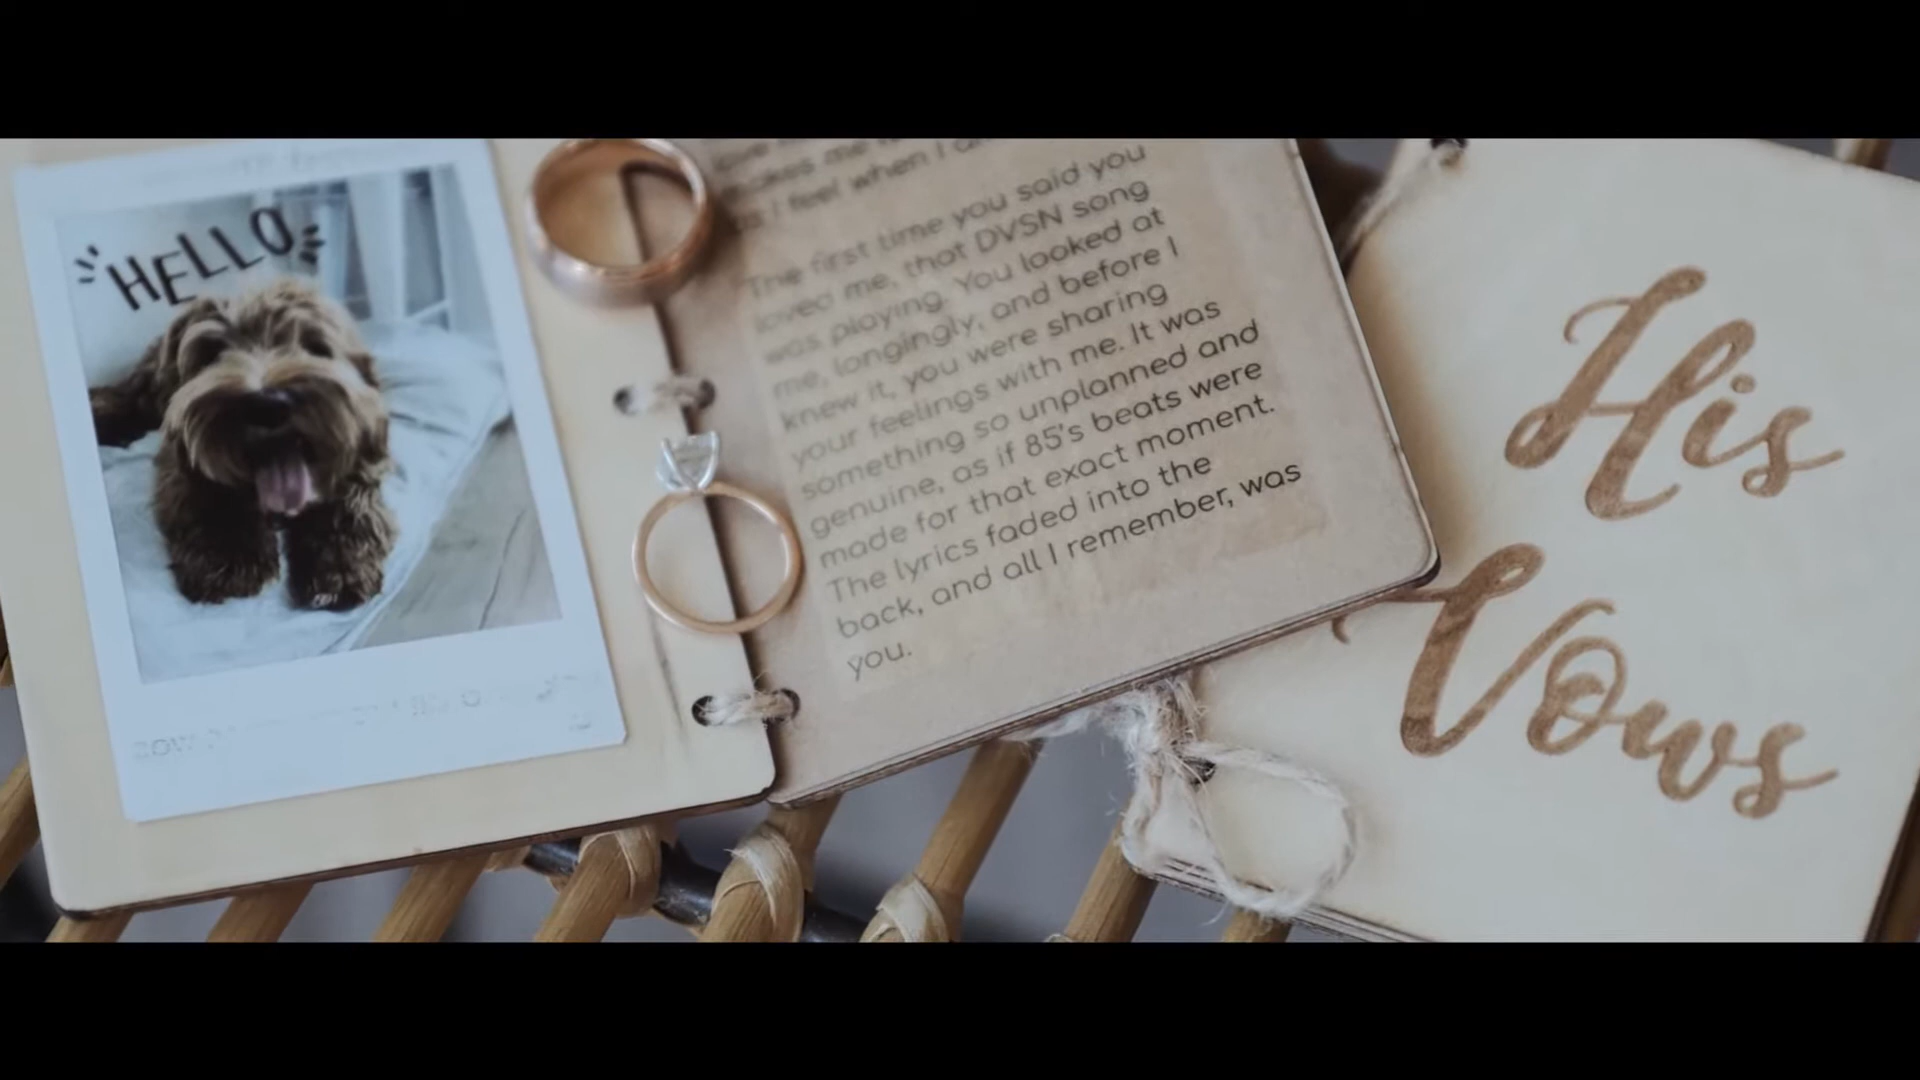 HELLO
I feel when I
The first time you said you
loved me, that DVSN song
was playing. You looked at
me, longingly, and before I
knew it, you were sharing
your feelings with me. It was
something so unplanned and
genuine, as if 85's beats were
made for that exact moment.
The lyrics faded into the
back, and all I remember, was
you.
His
Vows